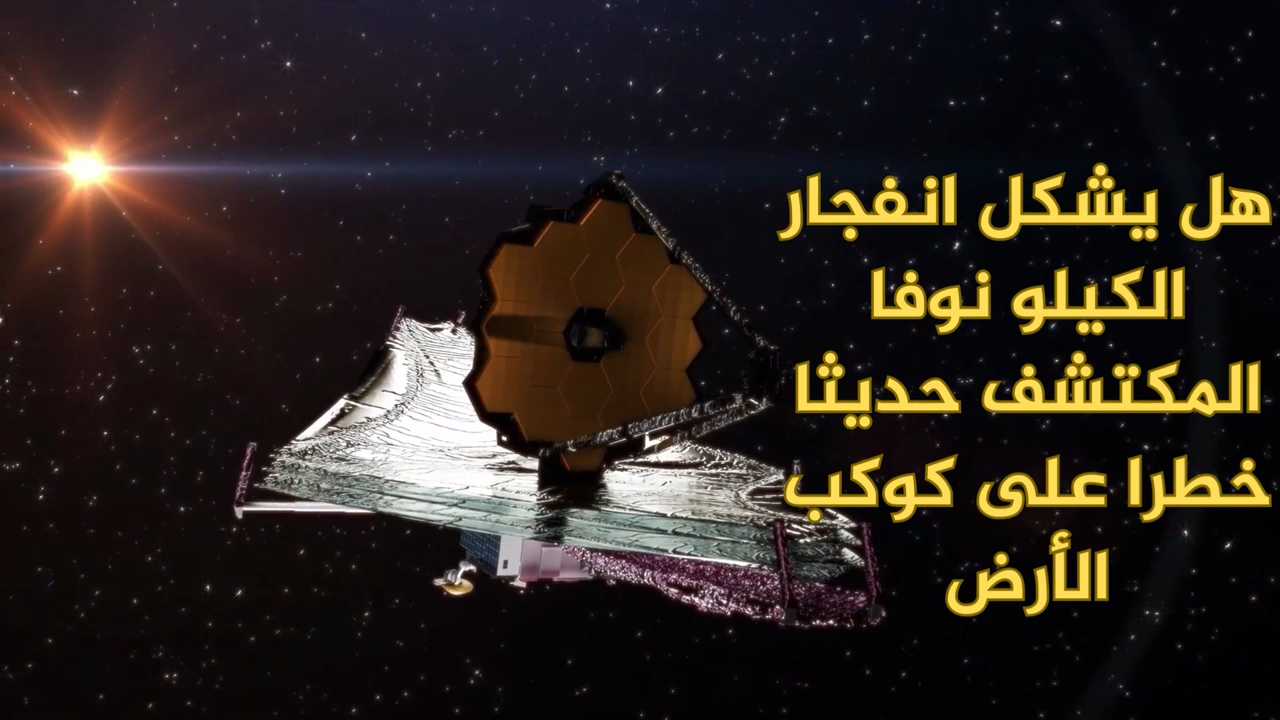 هل يشكل انفجار
الكيلو نوفا
المكتشف حديثا
خطرا على كوكب
الأرض